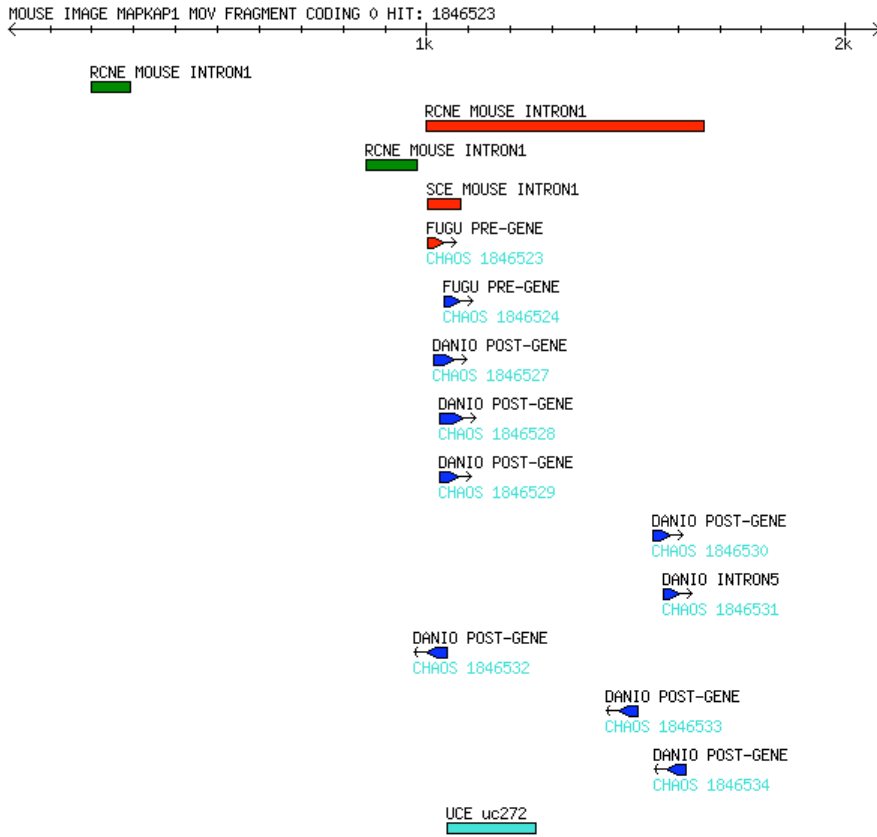 MOUSE IMAGE MAPKAP1 MOV FRAGMENT CODING 0 HIT: 1846523
1k 2k
RCNE MOUSE INTRON1
RCNE MOUSE INTRON1
RCNE MOUSE INTRON1
SCE MOUSE INTRON1
FUGU PRE-GENE
CHAOS 1846523
FUGU PRE-GENE
CHAOS 1846524
DANIO POST-GENE
CHAOS 1846527
DANIO POST-GENE
CHAOS 1846528
DANIO POST-GENE
CHAOS 1846529
DANIO POST-GENE
CHAOS 1846530
DANIO INTRON5
CHAOS 1846531
DANIO POST-GENE
CHAOS 1846532
DANIO POST-GENE
CHAOS 1846533
DANIO POST-GENE
CHAOS 1846534
UCE uc272